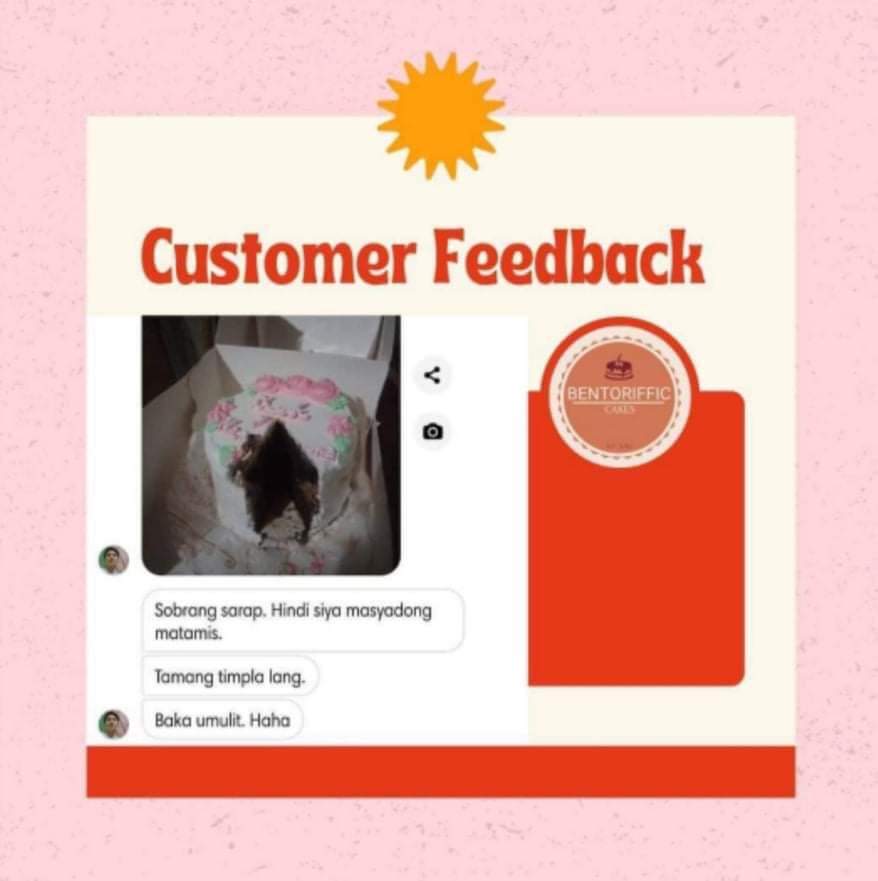 Customer Feedback
BENTORIFFIC
CAKES
Sobrang sarap. Hindi siya masyadong
matamis.
Tamang timpla lang.
Baka umulit. Haha